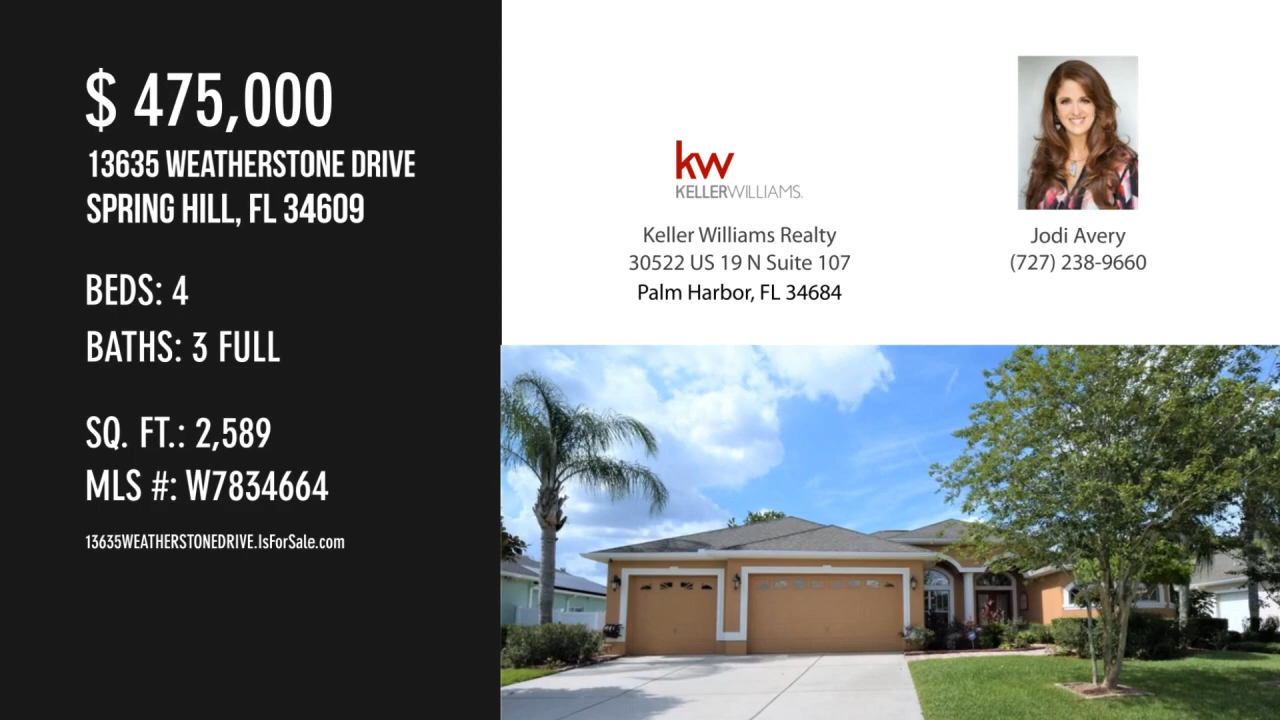 $ 475,000
13635 WEATHERSTONE DRIVE
SPRING HILL, FL 34609
BEDS: 4
BATHS: 3 FULL
SQ. FT.: 2,589
MLS #: W7834664
13635WEATHERSTONEDRIVE.IsForSale.com
kw
KELLERWILLIAMS.
Keller Williams Realty
30522 US 19 N Suite 107
Palm Harbor, FL 34684
Jodi Avery
(727) 238-9660